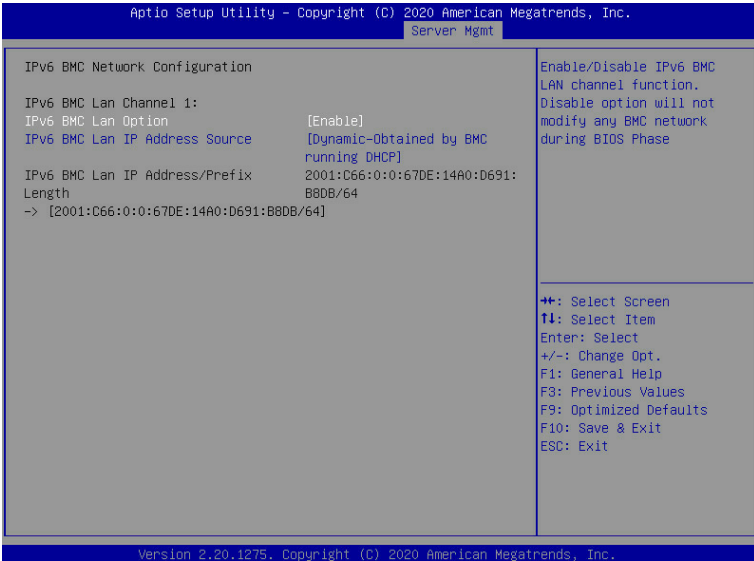 Aptio Setup Utility – Copyright (C) 2020 American Megatrends, Inc.
Server Mgmt
IPv6 BMC Network Configuration
IPv6 BMC Lan Channel 1:
IPv6 BMC Lan Option [Enable]
IPv6 BMC Lan IP Address Source [Dynamic-Obtained by BMC
running DHCP]
IPv6 BMC Lan IP Address/Prefix 2001:C66:0:0:67DE:14A0:D691:
Length B8DB/64
-> [2001:C66:0:0:67DE:14A0:D691:B8DB/64]
Enable/Disable IPv6 BMC
LAN channel function.
Disable option will not
modify any BMC network
during BIOS Phase
→←: Select Screen
↑↓: Select Item
Enter: Select
+/-: Change Opt.
F1: General Help
F3: Previous Values
F9: Optimized Defaults
F10: Save & Exit
ESC: Exit
Version 2.20.1275. Copyright (C) 2020 American Megatrends, Inc.